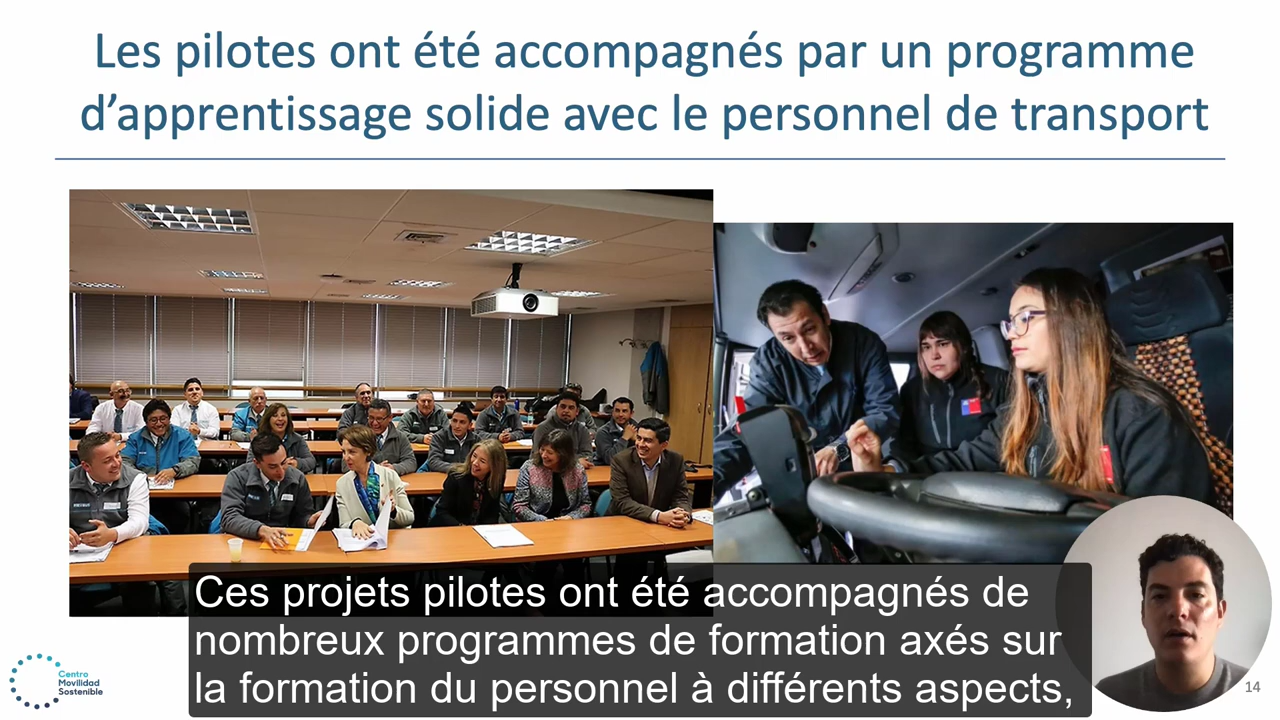 Les pilotes ont été accompagnés par un programme
d’apprentissage solide avec le personnel de transport
Ces projets pilotes ont été accompagnés de
nombreux programmes de formation axés sur
la formation du personnel à différents aspects,
Centro
Movilidad
Sostenible
14